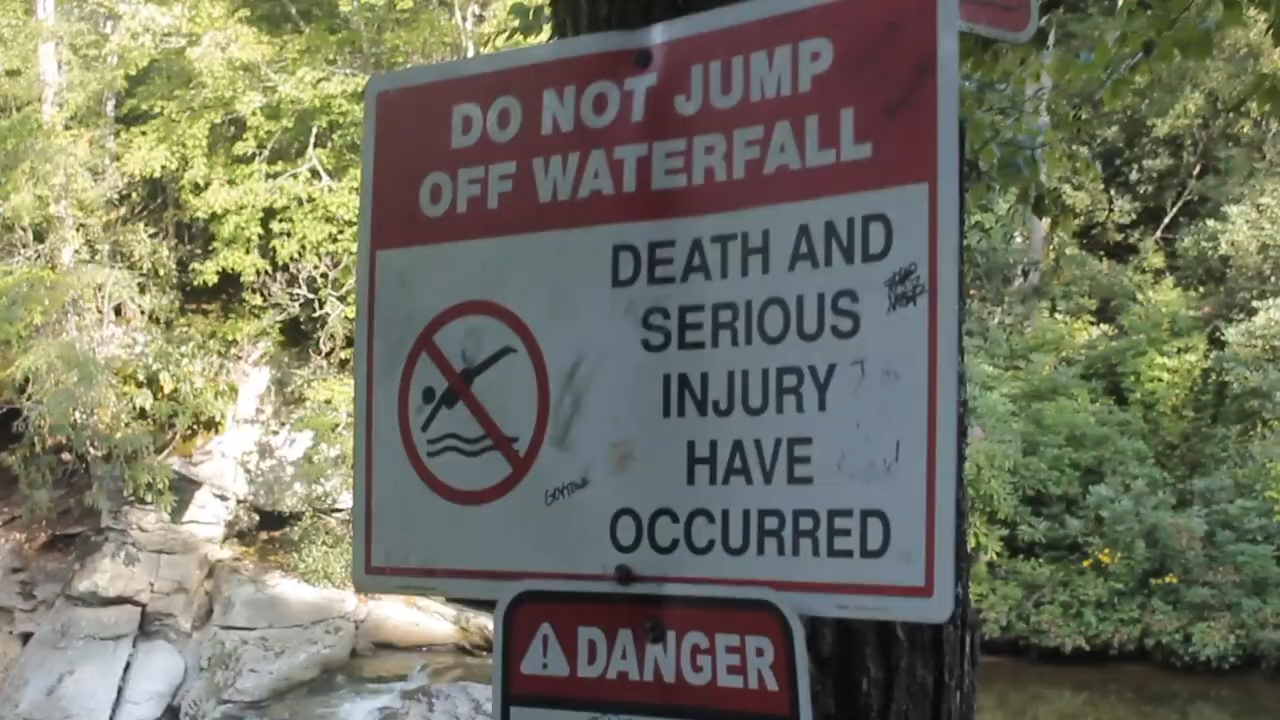 DO NOT JUMP
OFF WATERFALL
DEATH AND
SERIOUS
INJURY
HAVE
OCCURRED
DANGER